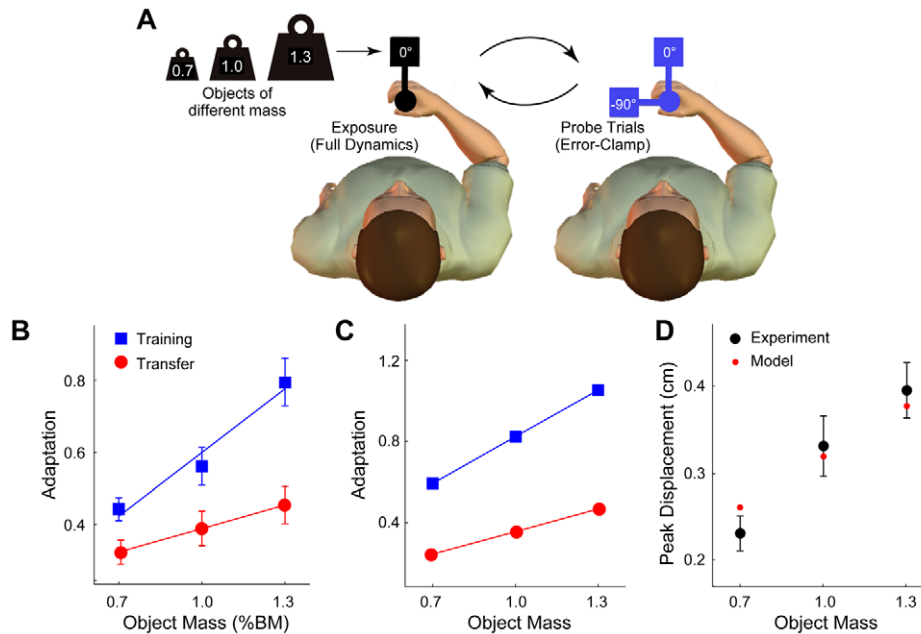 A
0.7
1.0
1.3
Objects of
different mass
0°
Exposure
(Full Dynamics)
0°
-90°
Probe Trials
(Error-Clamp)
B
Training
Transfer
Adaptation
0.8
0.6
0.4
0.7
1.0
1.3
Object Mass (%BM)
C
Adaptation
1.2
0.8
0.4
0.7
1.0
1.3
Object Mass
D
Experiment
Model
Peak Displacement (cm)
0.4
0.3
0.2
0.7
1.0
1.3
Object Mass